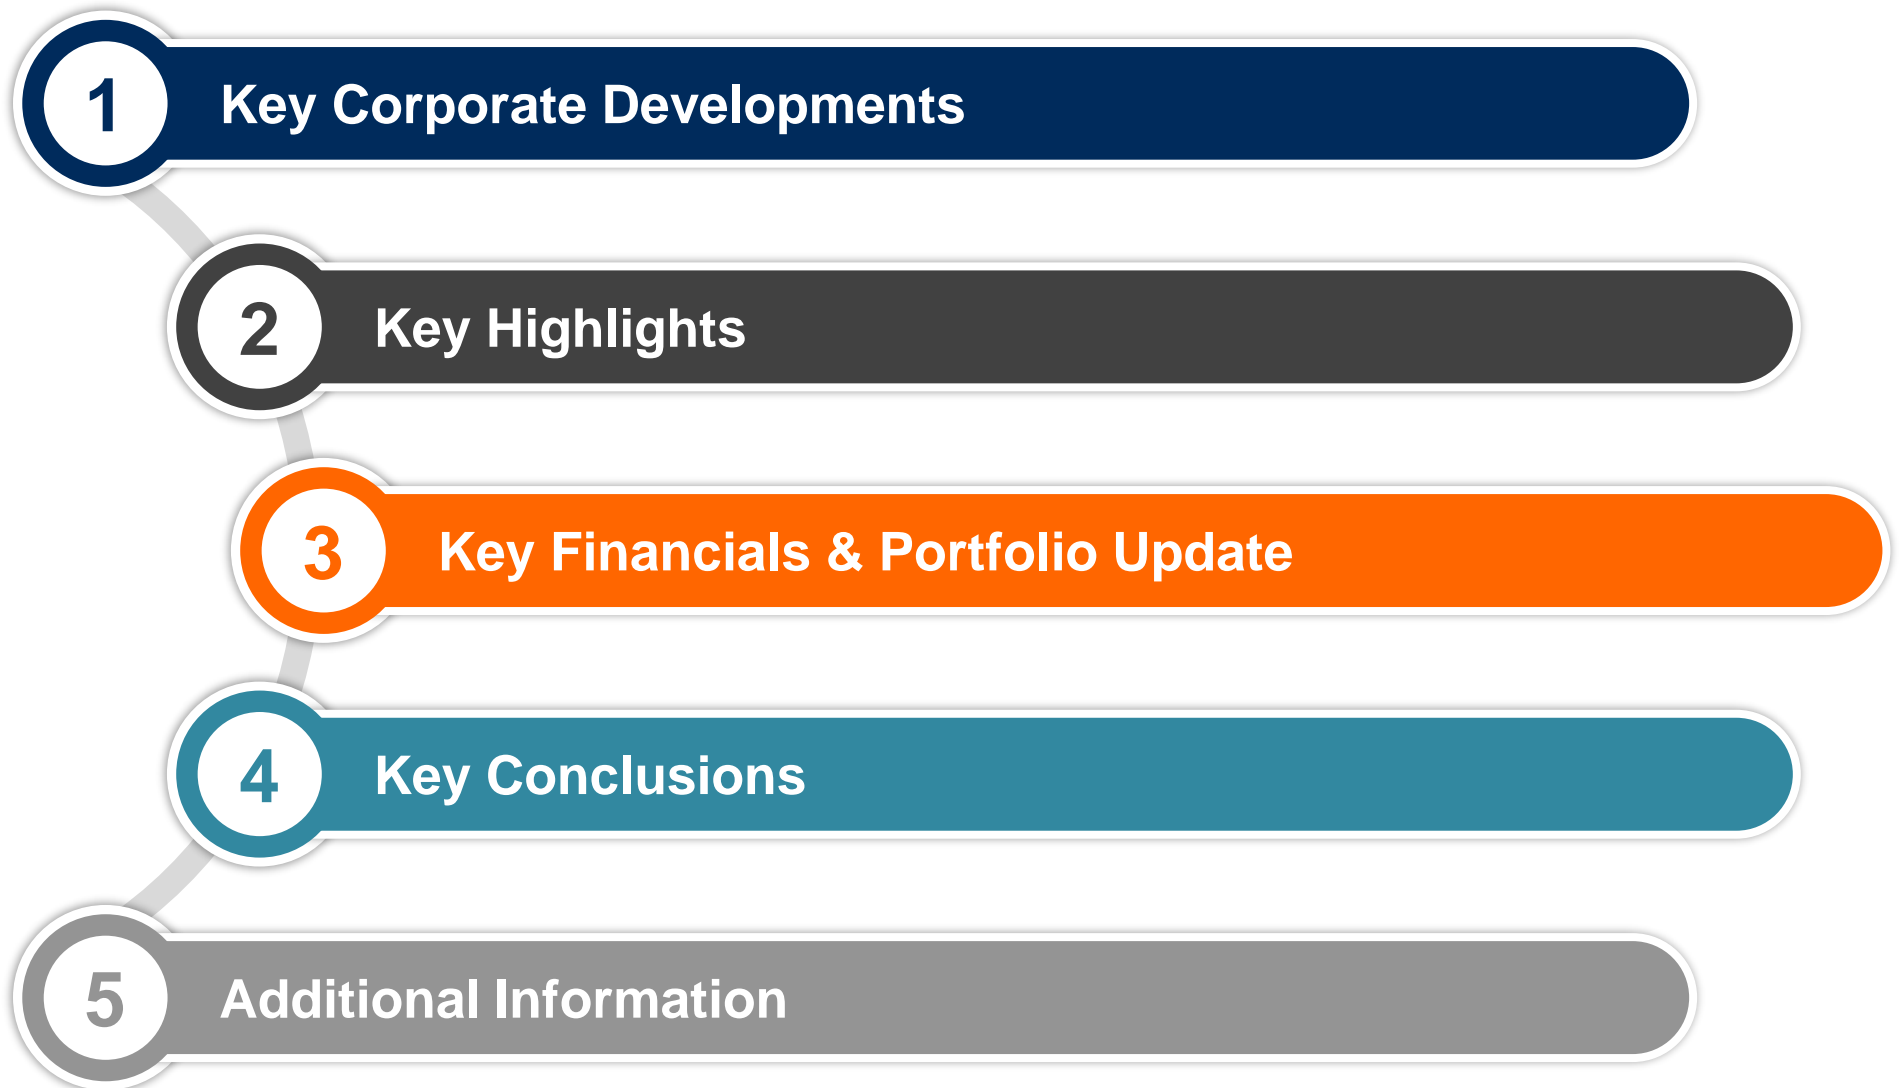 1 Key Corporate Developments
2 Key Highlights
3 Key Financials & Portfolio Update
4 Key Conclusions
5 Additional Information